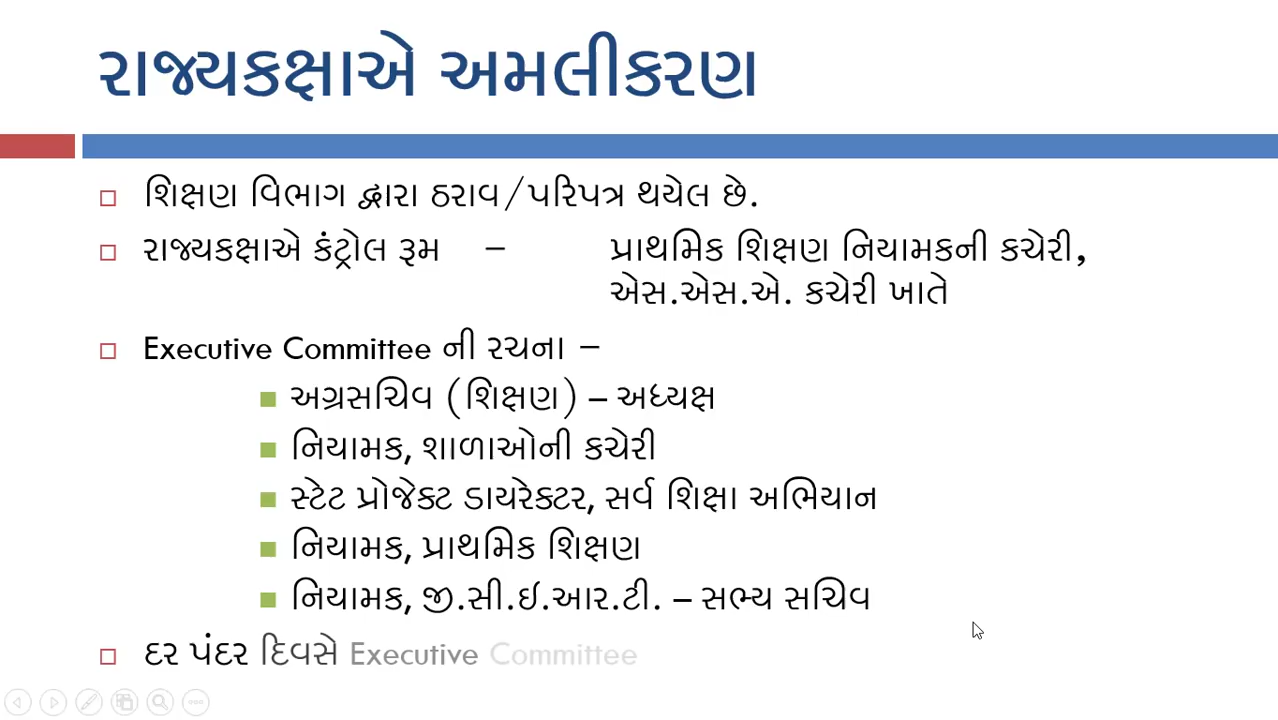 રાજ્યકક્ષાએ અમલીકરણ
શિક્ષણ વિભાગ દ્વારા ઠરાવ/પરિપત્ર થયેલ છે.
રાજ્યકક્ષાએ કંટ્રોલ રૂમ – પ્રાથમિક શિક્ષણ નિયામકની કચેરી,
એસ.એસ.એ. કચેરી ખાતે
Executive Committee ની રચના –
અગ્રસચિવ (શિક્ષણ) – અધ્યક્ષ
નિયામક, શાળાઓની કચેરી
સ્ટેટ પ્રોજેક્ટ ડાયરેક્ટર, સર્વ શિક્ષા અભિયાન
નિયામક, પ્રાથમિક શિક્ષણ
નિયામક, જી.સી.ઈ.આર.ટી. – સભ્ય સચિવ
દર પંદર દિવસે Executive Committee